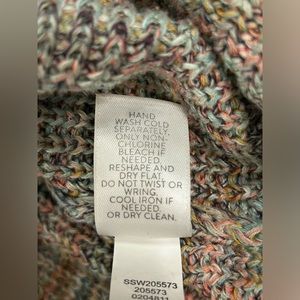 HAND
WASH COLD
SEPARATELY.
ONLY NON-
CHLORINE
BLEACH IF
NEEDED.
RESHAPE AND
DRY FLAT.
DO NOT TWIST OR
WRING.
COOL IRON IF
NEEDED
OR DRY CLEAN.
SSW205573
205573
0204811